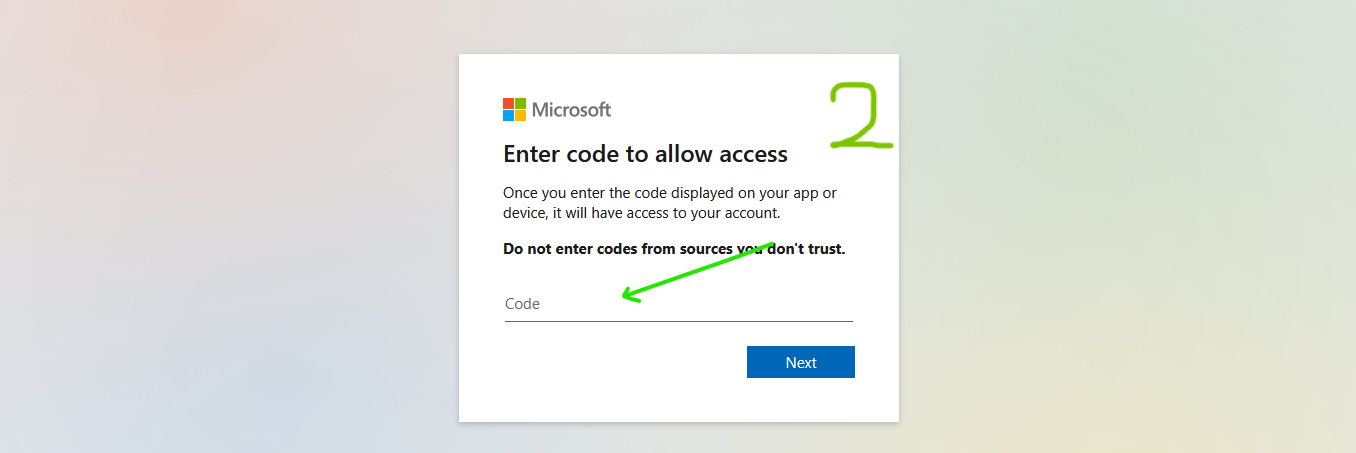 Microsoft
2
Enter code to allow access
Once you enter the code displayed on your app or
device, it will have access to your account.
Do not enter codes from sources you don't trust.
Code
Next